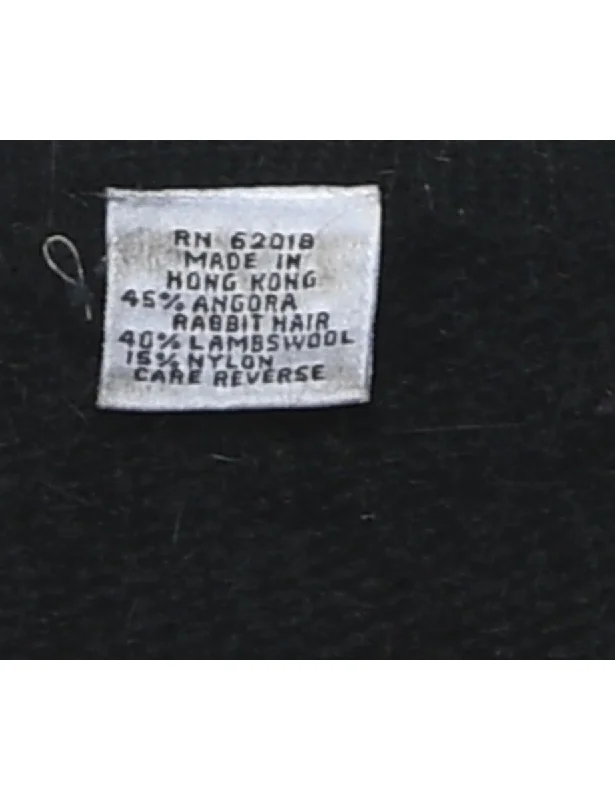 RN 62018
MADE IN
HONG KONG
45% ANGORA
RABBIT HAIR
40% LAMBSWOOL
15% NYLON
CARE REVERSE